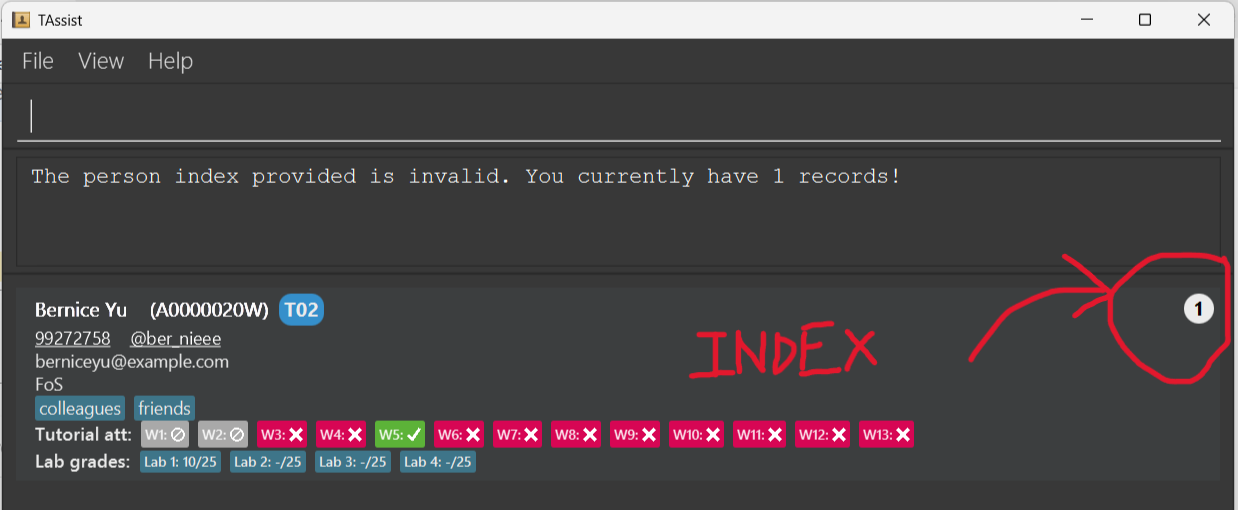 TAssist
File View Help
The person index provided is invalid. You currently have 1 records!
Bernice Yu (A0000020W) T02
1
INDEX
99272758 @ber_nieee
berniceyu@example.com
FoS
colleagues friends
Tutorial att: W1: W2: W3: W4: W5: W6: W7: W8: W9: W10: W11: W12: W13:
Lab grades: Lab 1: 10/25 Lab 2: -/25 Lab 3: -/25 Lab 4: -/25